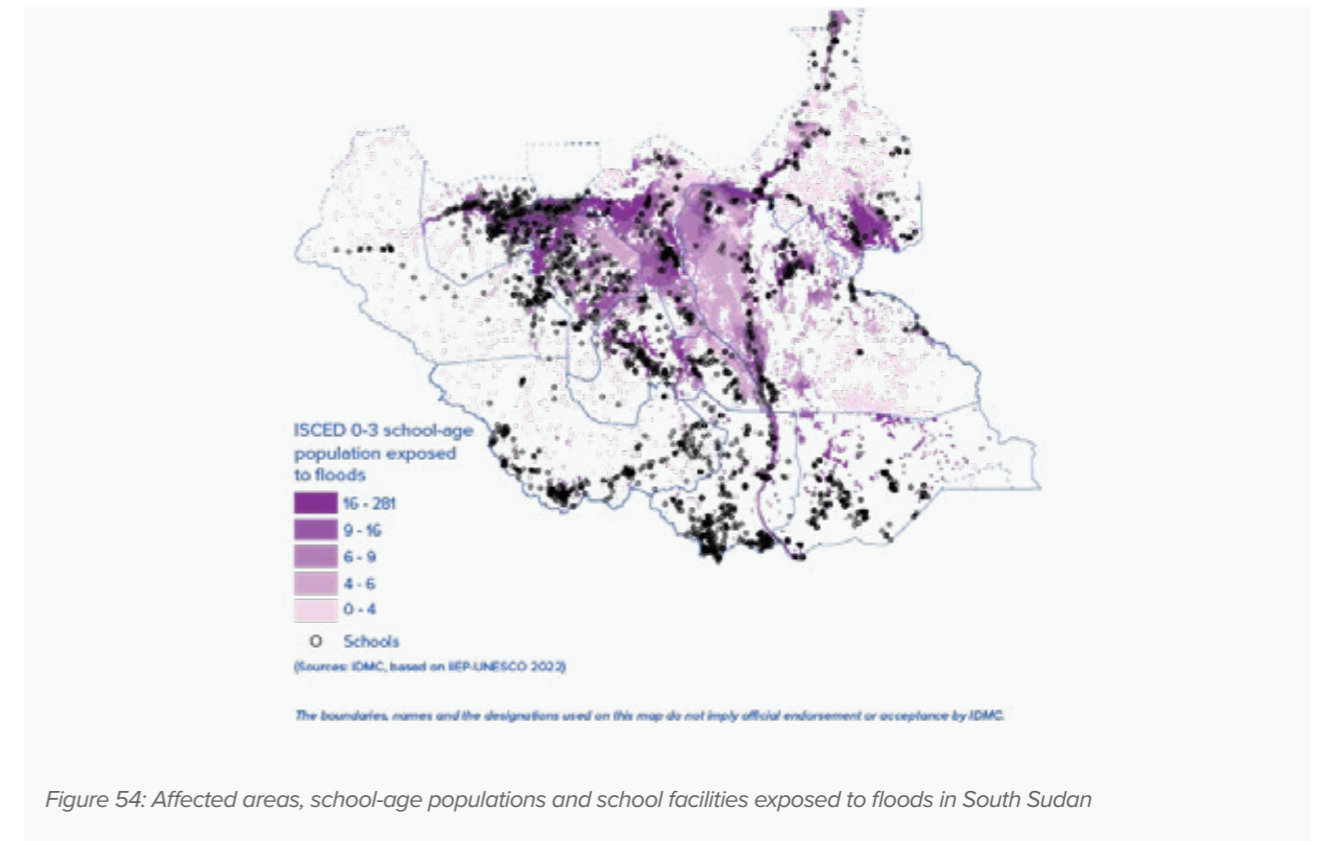 ISCED 0-3 school-age
population exposed
to floods
16 - 281
9 - 16
6 - 9
4 - 6
0 - 4
Schools
(Sources: IDMC, based on IIEP-UNESCO 2022)
The boundaries, names and the designations used on this map do not imply official endorsement or acceptance by IDMC.
Figure 54: Affected areas, school-age populations and school facilities exposed to floods in South Sudan